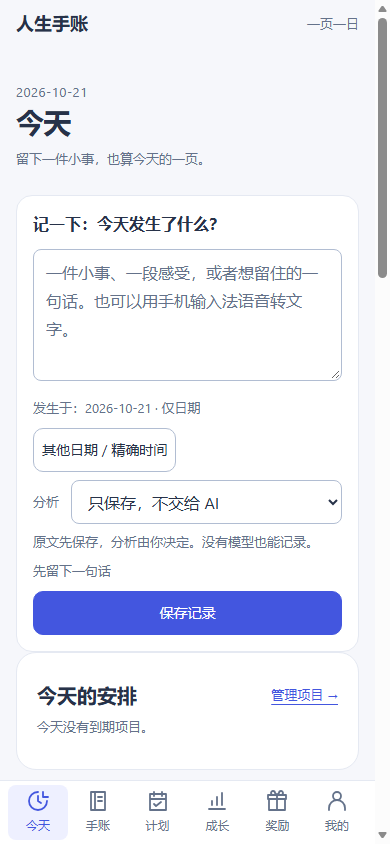 人生手账
一页一日
2026-10-21
今天
留下一件小事，也算今天的一页。
记一下：今天发生了什么？
一件小事、一段感受，或者想留住的一
句话。也可以用手机输入法语音转文
字。
发生于：2026-10-21 · 仅日期
其他日期 / 精确时间
分析
只保存，不交给 AI
原文先保存，分析由你决定。没有模型也能记录。
先留下一句话
保存记录
今天的安排
管理项目 →
今天没有到期项目。
今天
手账
计划
成长
奖励
我的